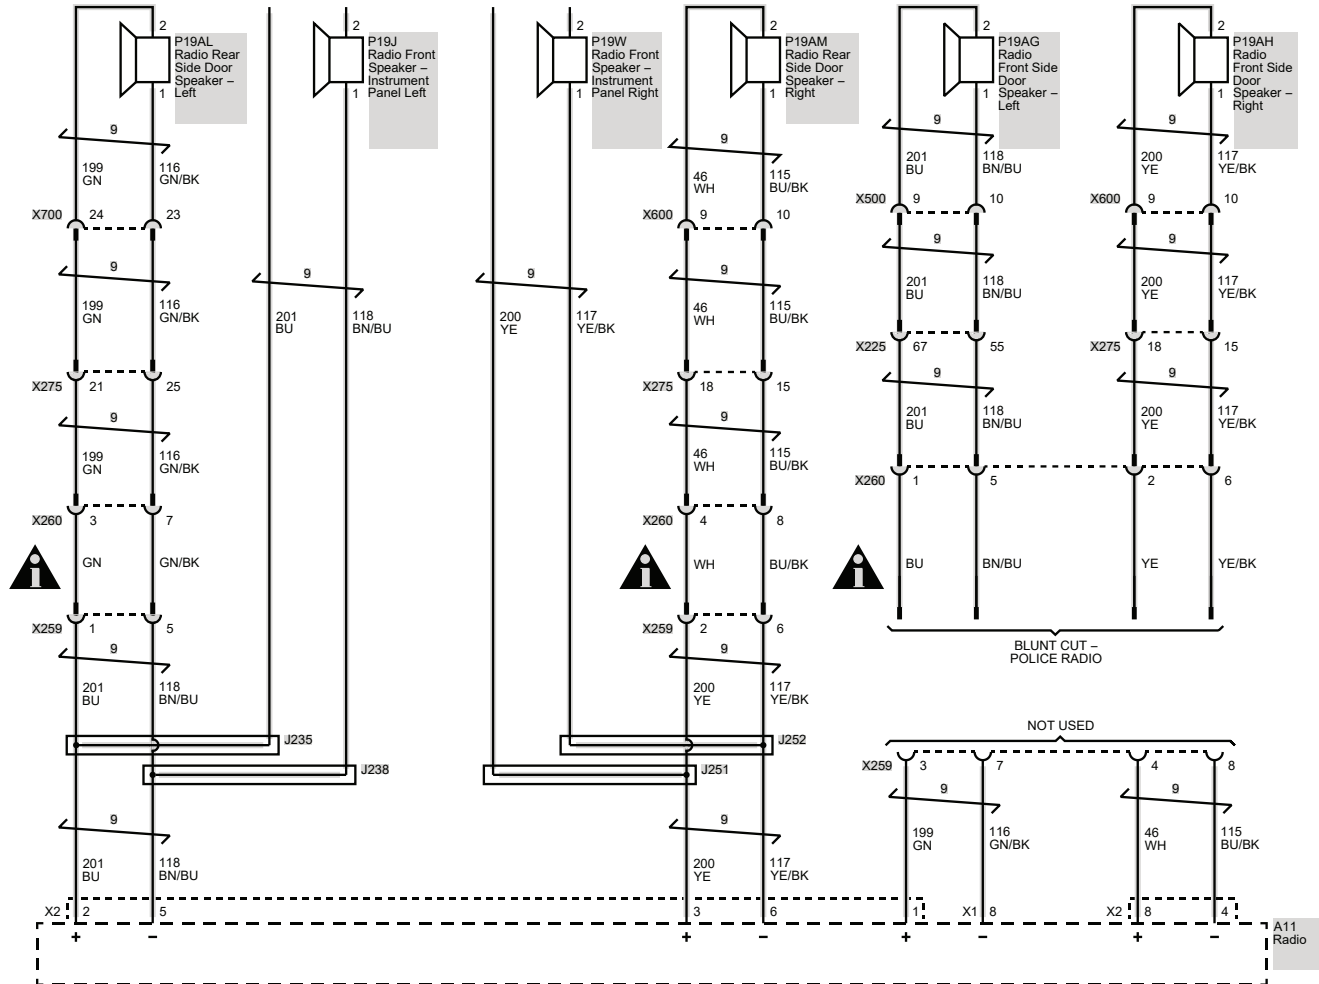 2
P19AL
Radio Rear
Side Door
Speaker –
Left
1
2
P19J
Radio Front
Speaker –
Instrument
Panel Left
1
2
P19W
Radio Front
Speaker –
Instrument
Panel Right
1
2
P19AM
Radio Rear
Side Door
Speaker –
Right
1
2
P19AG
Radio
Front Side
Door
Speaker –
Left
1
2
P19AH
Radio
Front Side
Door
Speaker –
Right
1
9
199
GN
116
GN/BK
9
46
WH
115
BU/BK
9
201
BU
118
BN/BU
9
200
YE
117
YE/BK
X700 24 23
X600 9 10
X500 9 10
X600 9 10
9
199
GN
116
GN/BK
9
201
BU
118
BN/BU
9
200
YE
117
YE/BK
9
46
WH
115
BU/BK
9
201
BU
118
BN/BU
9
200
YE
117
YE/BK
X275 21 25
X275 18 15
X225 67 55
X275 18 15
9
199
GN
116
GN/BK
9
46
WH
115
BU/BK
9
201
BU
118
BN/BU
9
200
YE
117
YE/BK
X260 3 7
X260 4 8
X260 1 5 2 6
i
GN GN/BK
i
WH BU/BK
i
BU BN/BU YE YE/BK
X259 1 5
X259 2 6
BLUNT CUT –
POLICE RADIO
9
201
BU
118
BN/BU
9
200
YE
117
YE/BK
J235
J238
J252
J251
NOT USED
X259 3 7 4 8
9
201
BU
118
BN/BU
9
200
YE
117
YE/BK
9
199
GN
116
GN/BK
9
46
WH
115
BU/BK
X2 2 5 3 6 1 X1 8 X2 8 4
+ – + – + – + –
A11
Radio